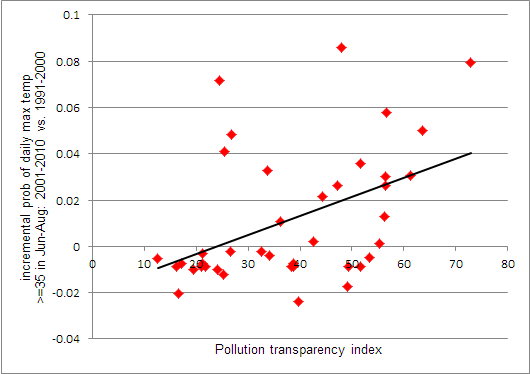 0.1
0.08
0.06
0.04
0.02
0
-0.02
-0.04
0 10 20 30 40 50 60 70 80
incremental prob of daily max temp
>=35 in Jun-Aug: 2001-2010 vs. 1991-2000
Pollution transparency index